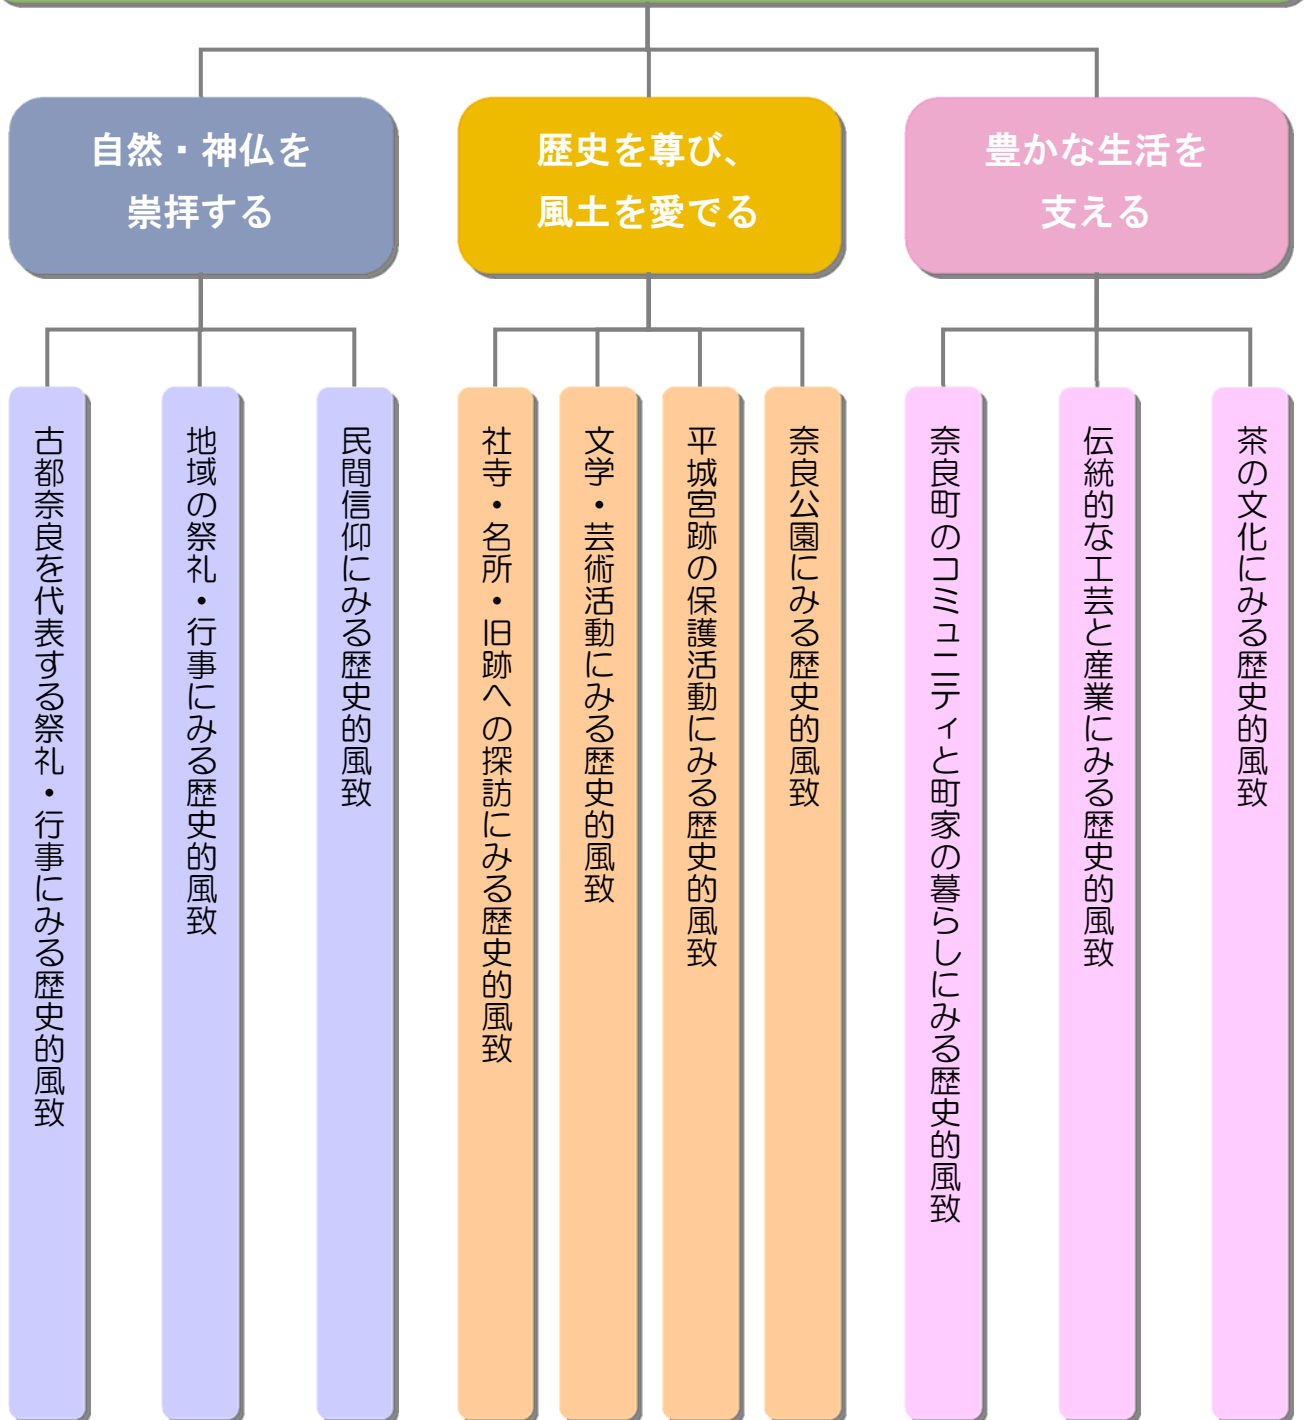 自然・神仏を
崇拝する
歴史を尊び、
風土を愛でる
豊かな生活を
支える
古都奈良を代表する祭礼・行事にみる歴史的風致
地域の祭礼・行事にみる歴史的風致
民間信仰にみる歴史的風致
社寺・名所・旧跡への探訪にみる歴史的風致
文学・芸術活動にみる歴史的風致
平城宮跡の保護活動にみる歴史的風致
奈良公園にみる歴史的風致
奈良町のコミュニティと町家の暮らしにみる歴史的風致
伝統的な工芸と産業にみる歴史的風致
茶の文化にみる歴史的風致